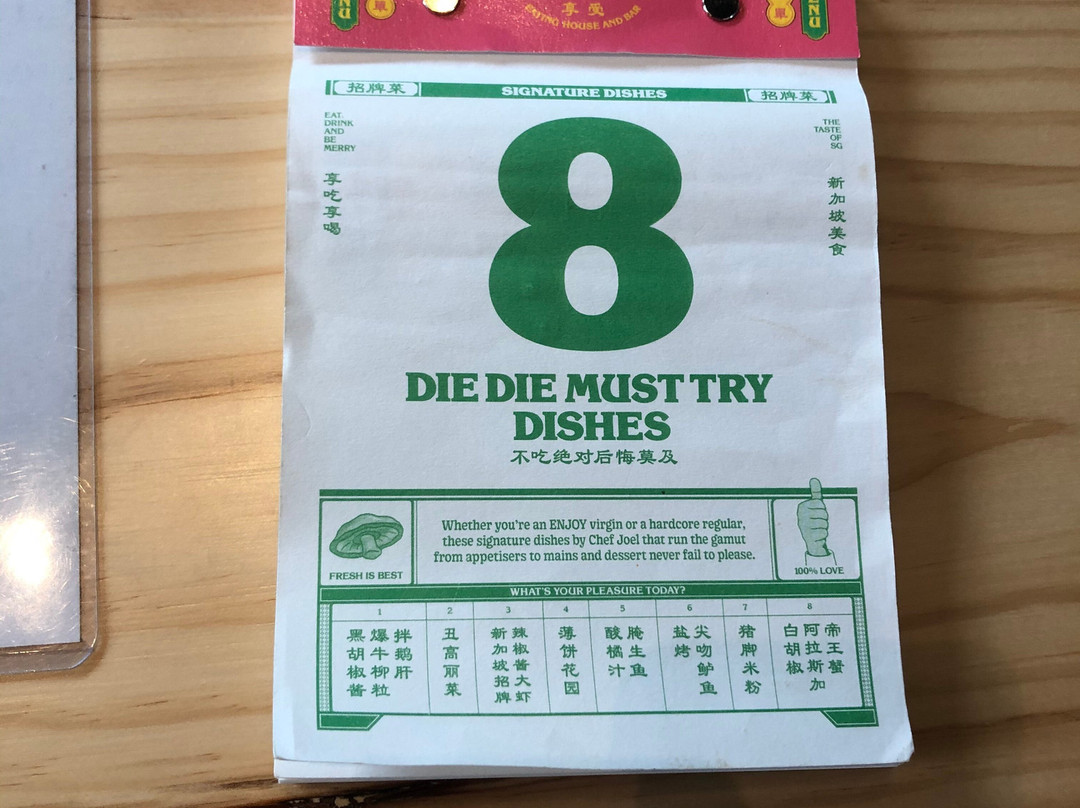 單
享受
EATING HOUSE AND BAR
單
招牌菜
SIGNATURE DISHES
招牌菜
EAT,
DRINK
AND
BE
MERRY
享吃享喝
THE
TASTE
OF
SG
新加坡美食
8
DIE DIE MUST TRY
DISHES
不吃绝对后悔莫及
FRESH IS BEST
Whether you're an ENJOY virgin or a hardcore regular,
these signature dishes by Chef Joel that run the gamut
from appetisers to mains and dessert never fail to please.
100% LOVE
WHAT'S YOUR PLEASURE TODAY?
1
黑胡椒酱
爆牛柳粒
拌鹅肝
2
丑高丽菜
3
新加坡招牌
辣椒酱大虾
4
薄饼花园
5
酸橘汁
腌生鱼
6
盐烤
尖吻鲈鱼
7
猪脚米粉
8
白胡椒
阿拉斯加
帝王蟹